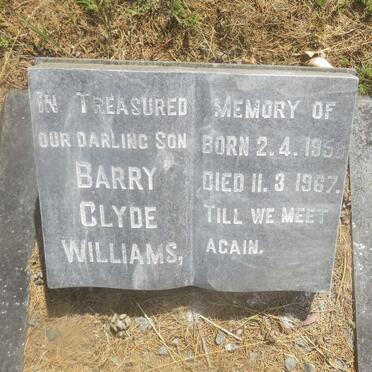 IN TREASURED MEMORY OF
OUR DARLING SON
BARRY
CLYDE
WILLIAMS,
BORN 2.4.
DIED 11.3 1967.
TILL WE MEET
AGAIN.